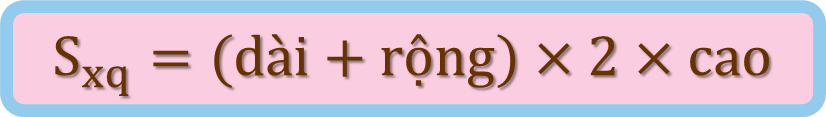 Sxq = (dài + rộng) × 2 × cao